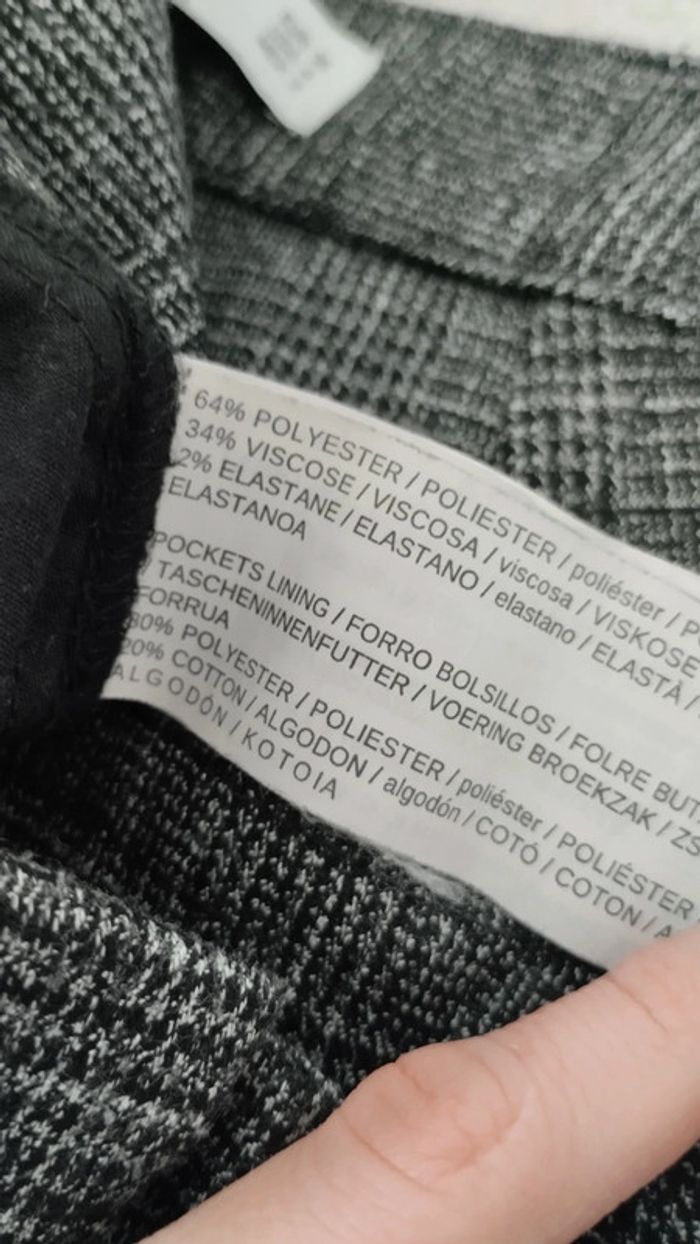 64% POLYESTER / POLIESTER / poliéster / P
34% VISCOSE / VISCOSA / viscosa / VISKOSE
2% ELASTANE / ELASTANO / elastano / ELASTÀ /
ELASTANOA
POCKETS LINING / FORRO BOLSILLOS / FOLRE BUT
TASCHENINNENFUTTER / VOERING BROEKZAK / ZS
FORRUA
80% POLYESTER / POLIESTER / poliéster / POLIÉSTER
20% COTTON / ALGODON / algodón / COTÓ / COTON / A
ALGODÓN / KOTOIA